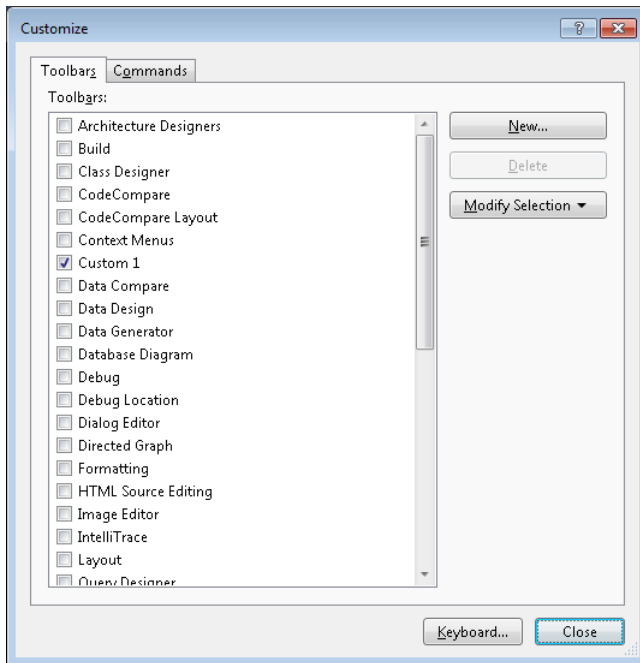 Customize
Toolbars Commands
Toolbars:
Architecture Designers
Build
Class Designer
CodeCompare
CodeCompare Layout
Context Menus
Custom 1
Data Compare
Data Design
Data Generator
Database Diagram
Debug
Debug Location
Dialog Editor
Directed Graph
Formatting
HTML Source Editing
Image Editor
IntelliTrace
Layout
Query Designer
New...
Delete
Modify Selection
Keyboard... Close